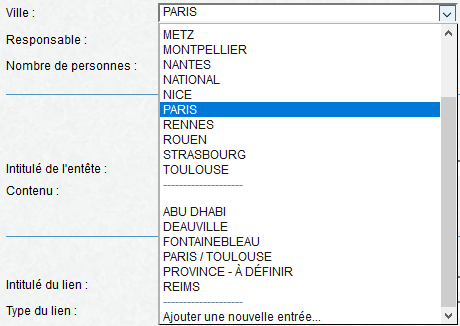 Ville : PARIS
METZ
Responsable :
MONTPELLIER
Nombre de personnes : NANTES
NATIONAL
NICE
PARIS
RENNES
ROUEN
STRASBOURG
Intitulé de l'entête : TOULOUSE
--------------------
Contenu :
ABU DHABI
DEAUVILLE
FONTAINEBLEAU
PARIS / TOULOUSE
PROVINCE - À DÉFINIR
Intitulé du lien : REIMS
--------------------
Type du lien : Ajouter une nouvelle entrée...